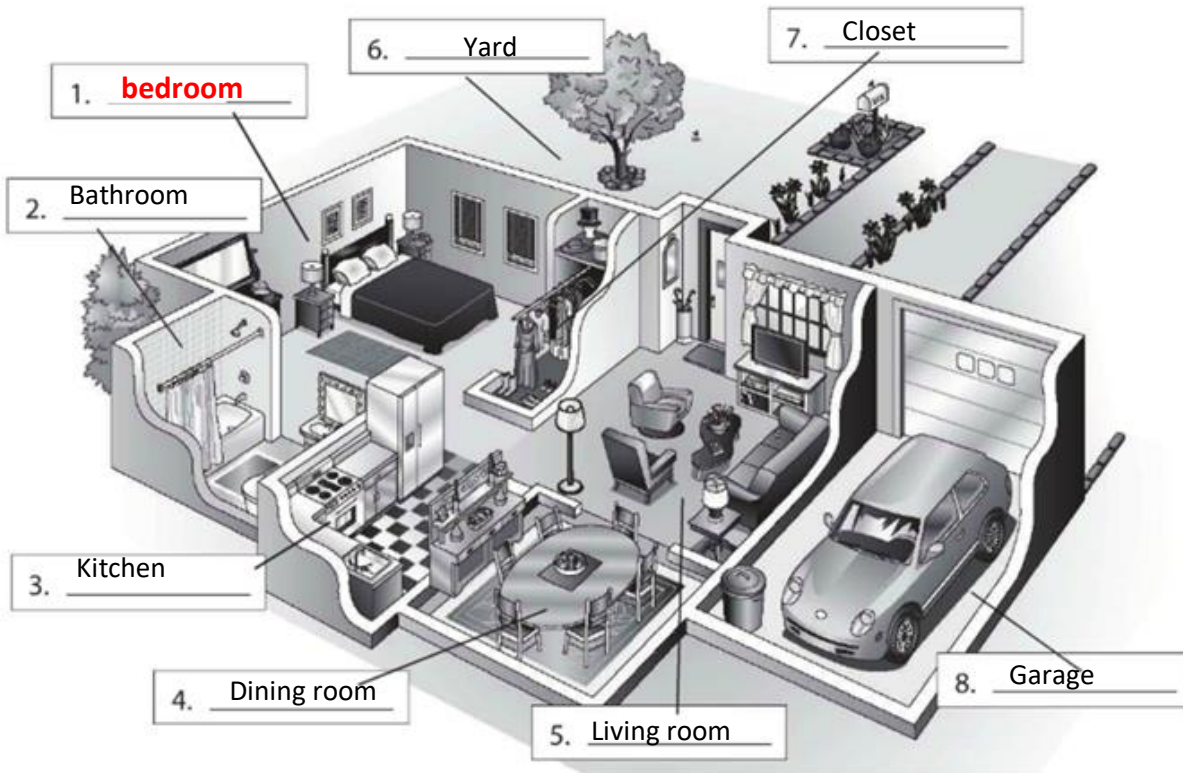 1. bedroom
2. Bathroom
3. Kitchen
4. Dining room
5. Living room
6. Yard
7. Closet
8. Garage